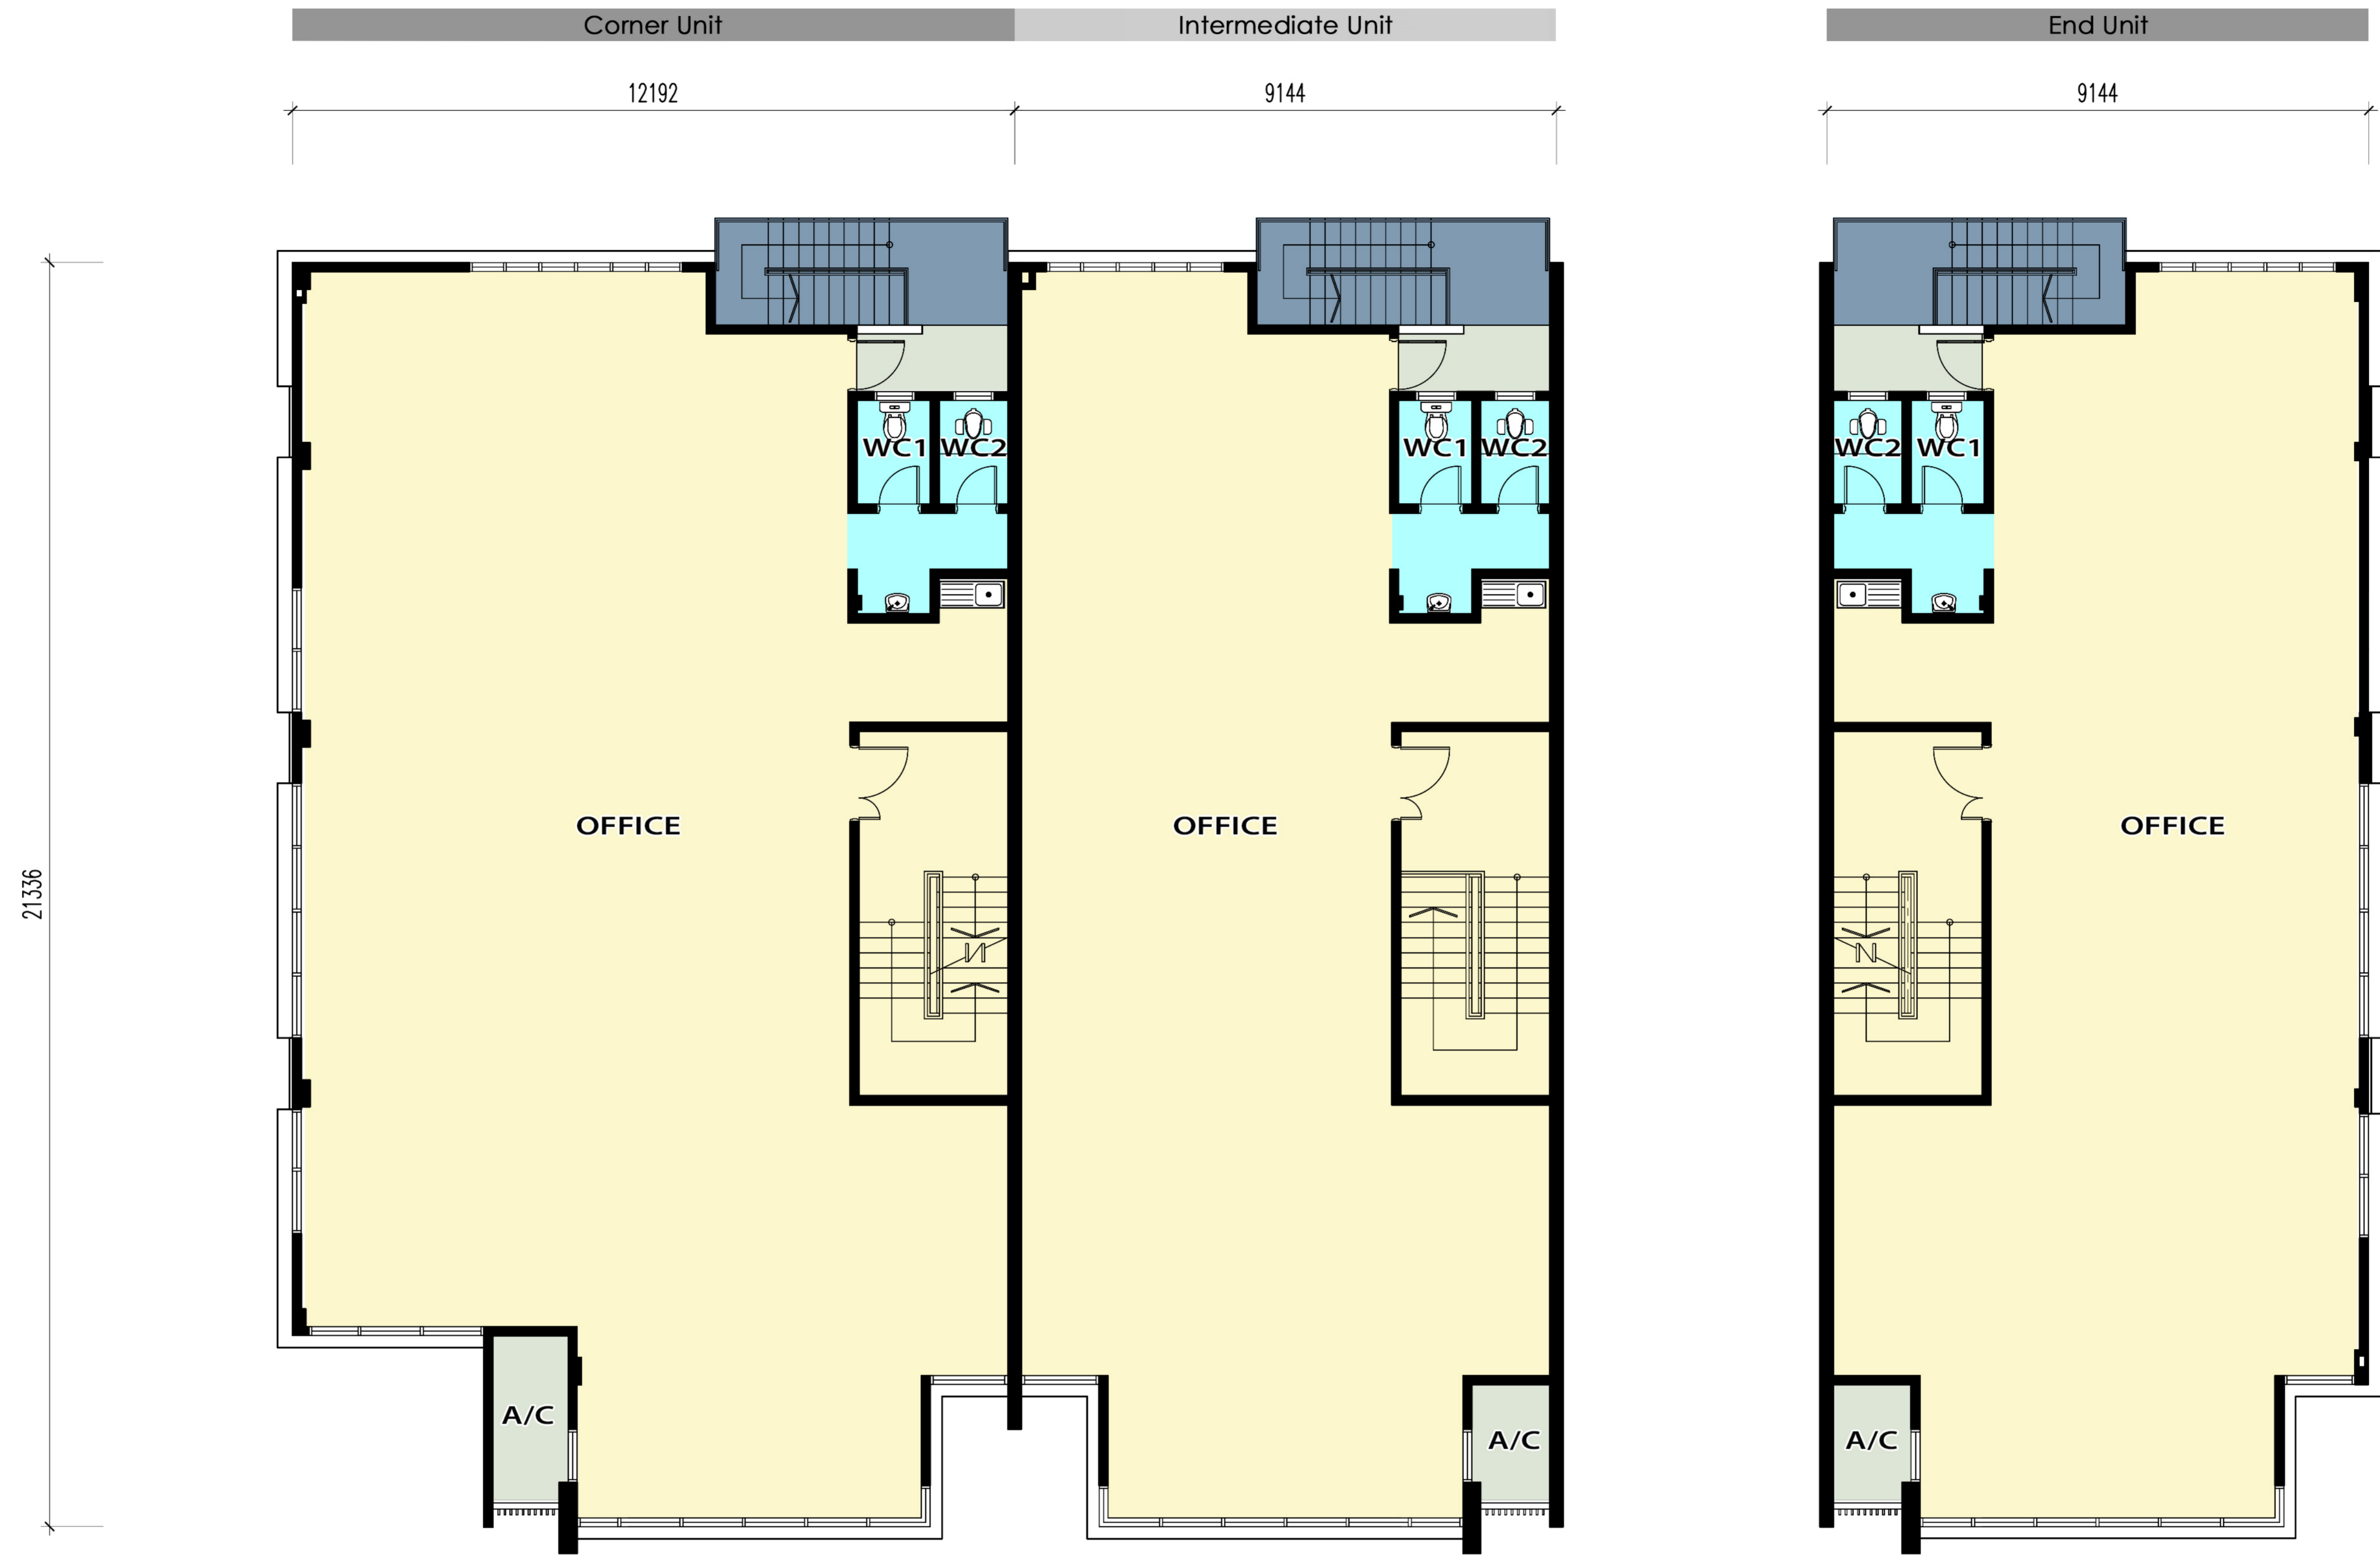 Corner Unit
Intermediate Unit
End Unit
12192
9144
9144
21336
WC1
WC2
WC1
WC2
WC2
WC1
OFFICE
OFFICE
OFFICE
A/C
A/C
A/C